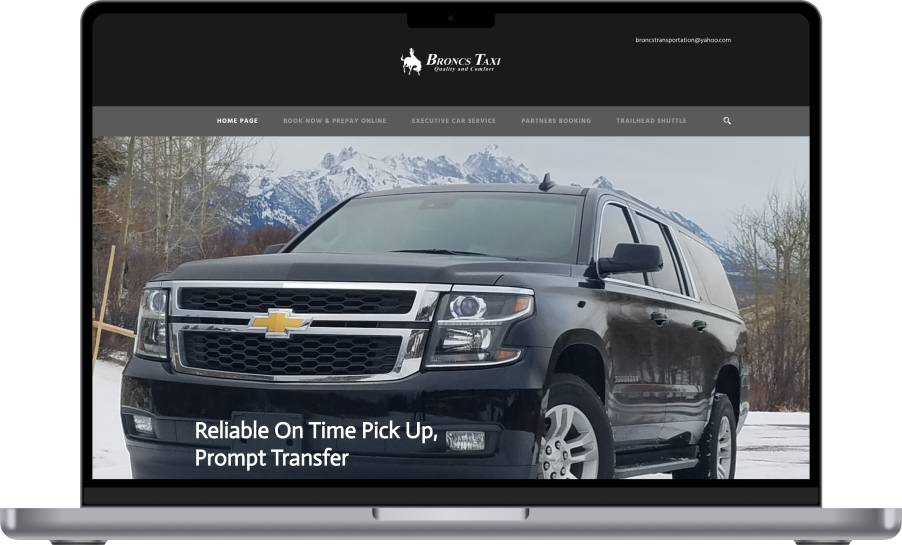 broncstransportation@yahoo.com
BRONCS TAXI
Quality and Comfort
HOME PAGE BOOK NOW & PREPAY ONLINE EXECUTIVE CAR SERVICE PARTNERS BOOKING TRAILHEAD SHUTTLE
Reliable On Time Pick Up,
Prompt Transfer